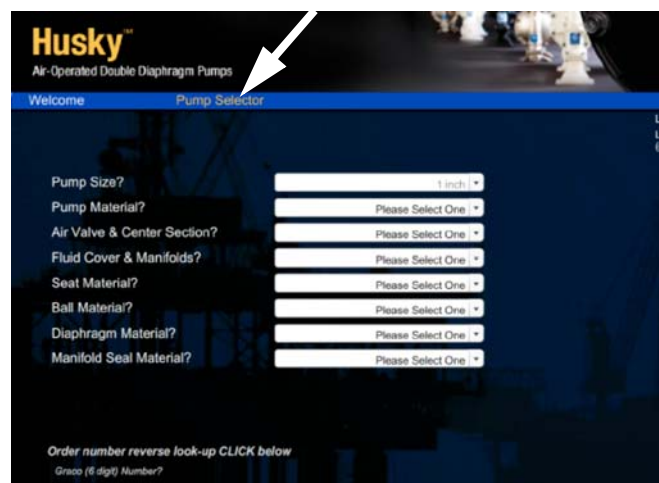 Husky™
Air-Operated Double Diaphragm Pumps
Welcome Pump Selector
Pump Size? 1 inch
Pump Material? Please Select One
Air Valve & Center Section? Please Select One
Fluid Cover & Manifolds? Please Select One
Seat Material? Please Select One
Ball Material? Please Select One
Diaphragm Material? Please Select One
Manifold Seal Material? Please Select One
Order number reverse look-up CLICK below
Graco (6 digit) Number?